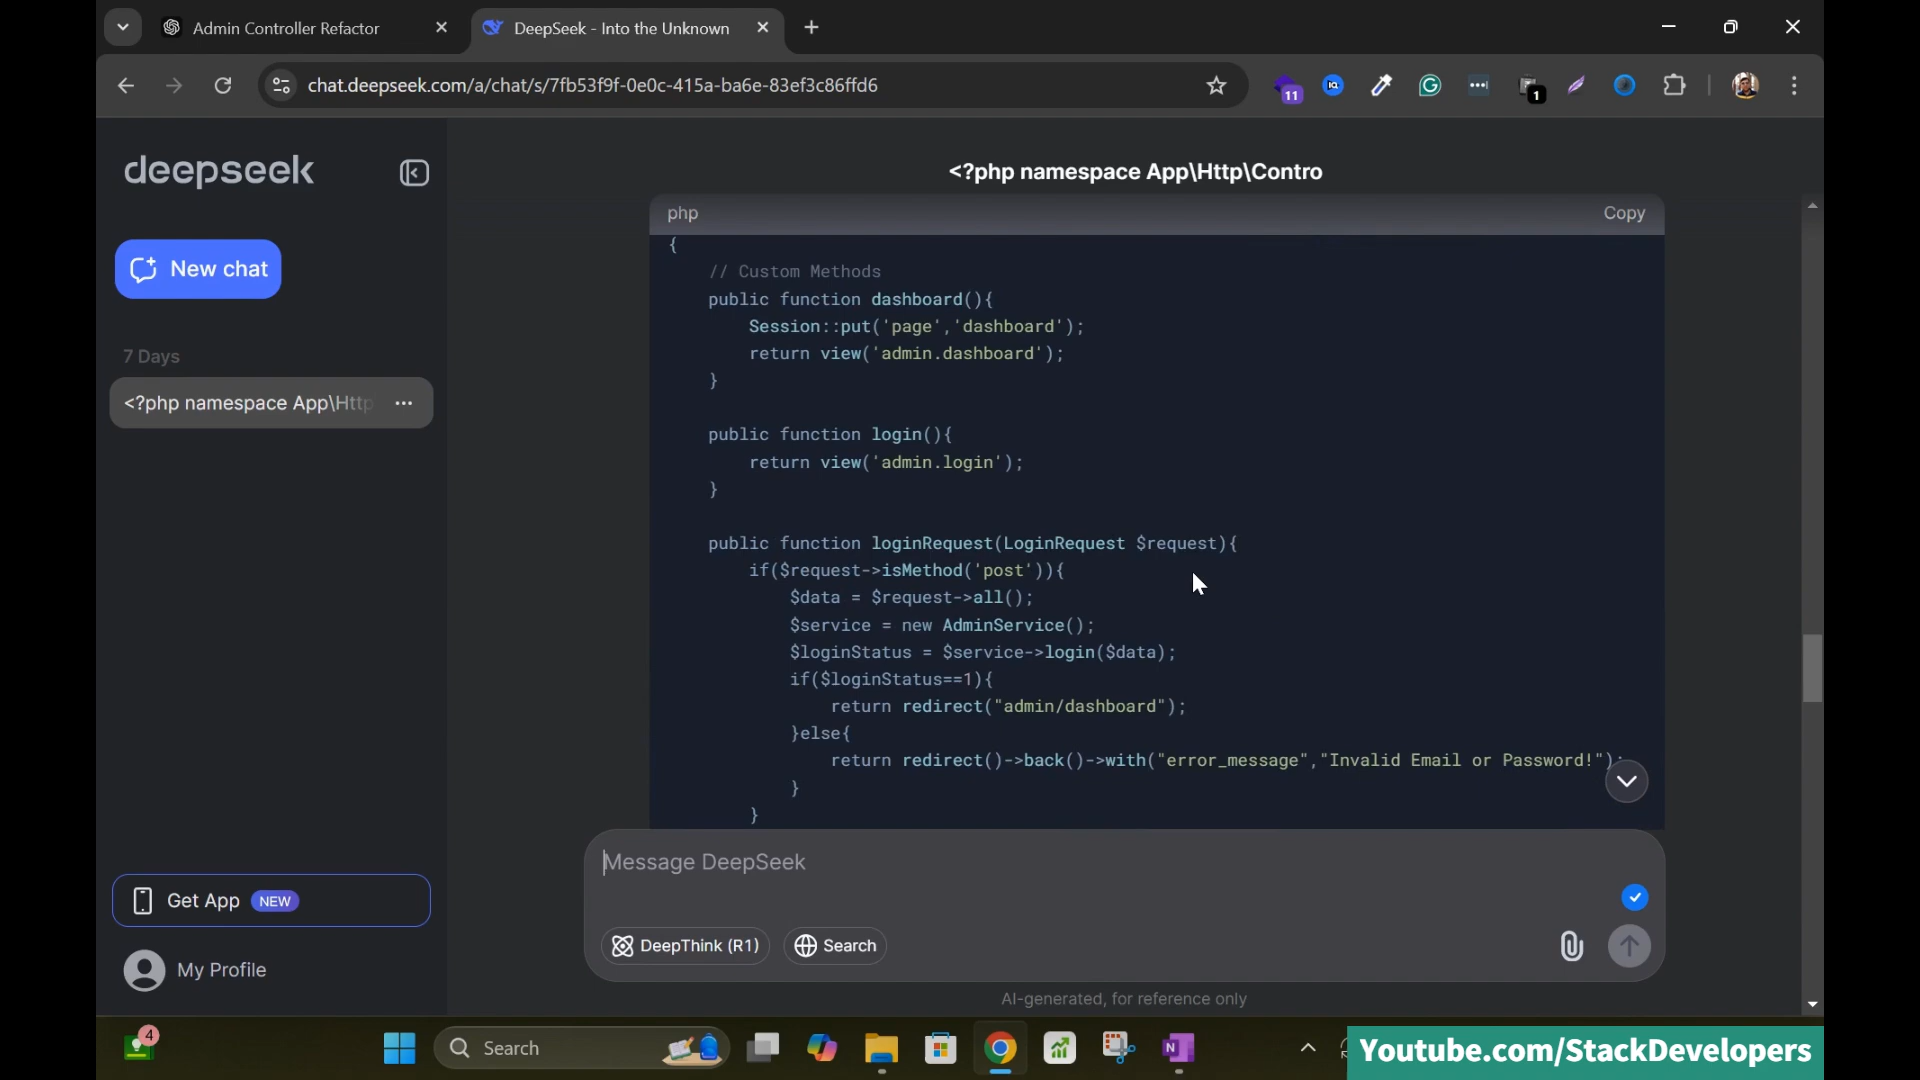 Admin Controller Refactor
DeepSeek - Into the Unknown
chat.deepseek.com/a/chat/s/7fb53f9f-0e0c-415a-ba6e-83ef3c86ffd6
11
IQ
1
deepseek
New chat
7 Days
<?php namespace App\Http
Get App NEW
My Profile
<?php namespace App\Http\Contro
php
Copy
{
// Custom Methods
public function dashboard(){
Session::put('page','dashboard');
return view('admin.dashboard');
}
public function login(){
return view('admin.login');
}
public function loginRequest(LoginRequest $request){
if($request->isMethod('post')){
$data = $request->all();
$service = new AdminService();
$loginStatus = $service->login($data);
if($loginStatus==1){
return redirect("admin/dashboard");
}else{
return redirect()->back()->with("error_message","Invalid Email or Password!");
}
}
Message DeepSeek
DeepThink (R1)
Search
AI-generated, for reference only
4
Search
N
Youtube.com/StackDevelopers